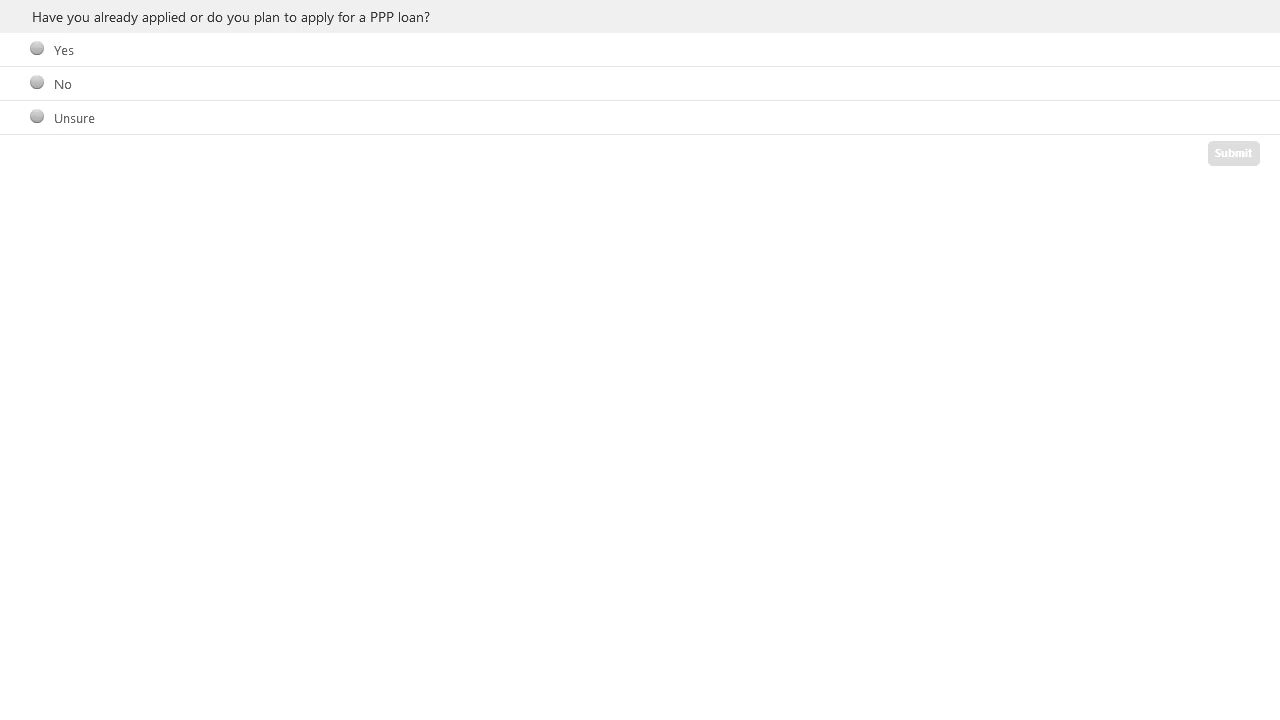 Have you already applied or do you plan to apply for a PPP loan?
Yes
No
Unsure
Submit